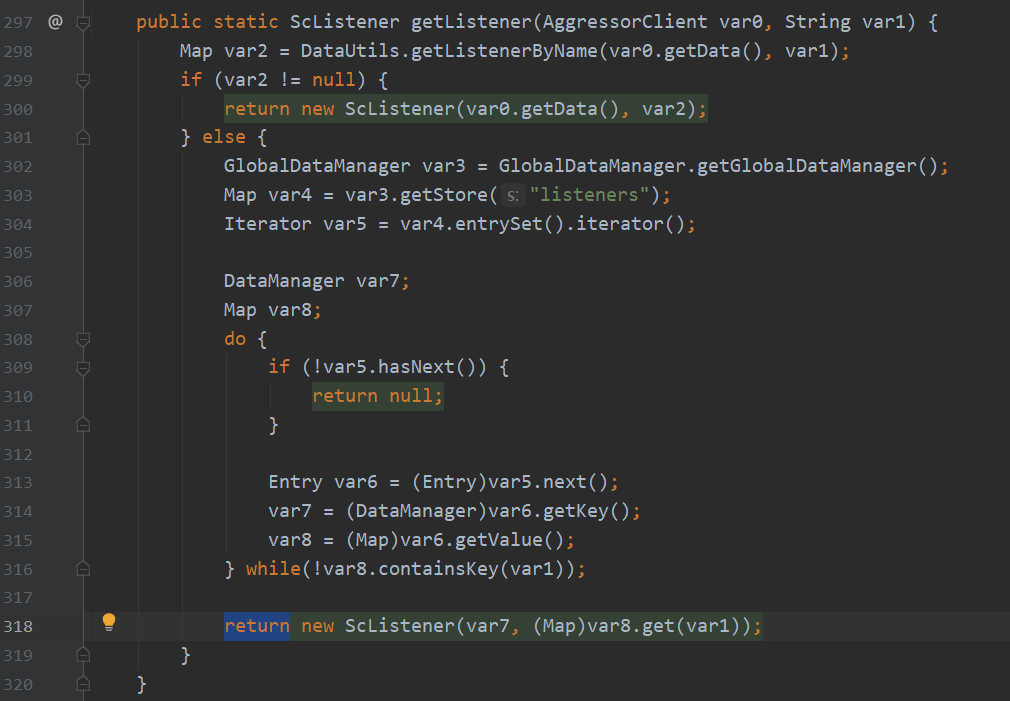 297 @ public static ScListener getListener(AggressorClient var0, String var1) {
298 Map var2 = DataUtils.getListenerByName(var0.getData(), var1);
299 if (var2 != null) {
300 return new ScListener(var0.getData(), var2);
301 } else {
302 GlobalDataManager var3 = GlobalDataManager.getGlobalDataManager();
303 Map var4 = var3.getStore( s: "listeners");
304 Iterator var5 = var4.entrySet().iterator();
305
306 DataManager var7;
307 Map var8;
308 do {
309 if (!var5.hasNext()) {
310 return null;
311 }
312
313 Entry var6 = (Entry)var5.next();
314 var7 = (DataManager)var6.getKey();
315 var8 = (Map)var6.getValue();
316 } while(!var8.containsKey(var1));
317
318 return new ScListener(var7, (Map)var8.get(var1));
319 }
320 }